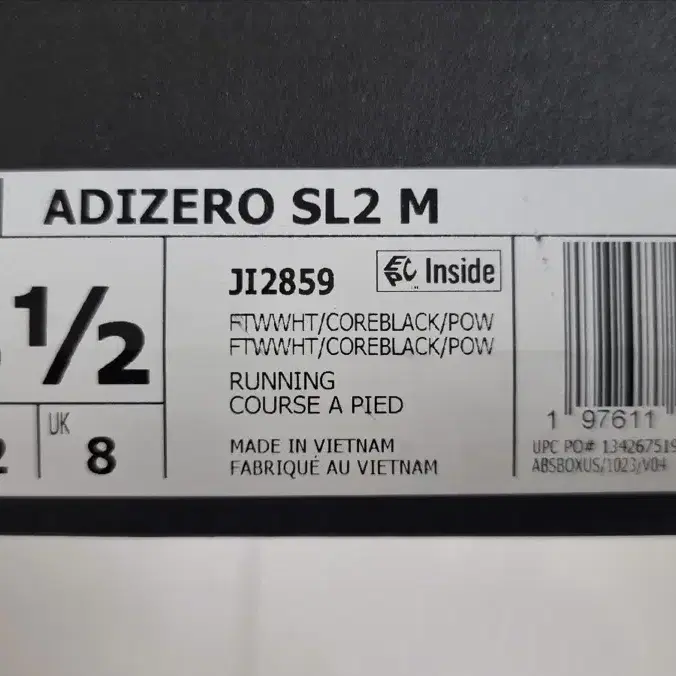 ADIZERO SL2 M
1/2
UK
8
JI2859
EPC Inside
FTWWHT/COREBLACK/POW
FTWWHT/COREBLACK/POW
RUNNING
COURSE A PIED
MADE IN VIETNAM
FABRIQUÉ AU VIETNAM
1 97611
UPC PO# 134267519
ABSBOXUS/1023/V04